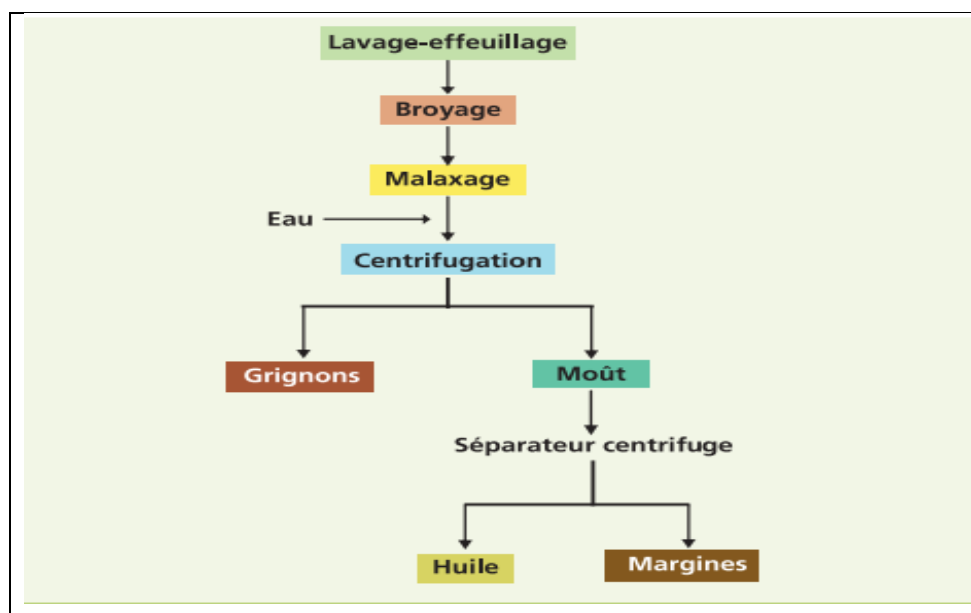 Lavage-effeuillage
Broyage
Malaxage
Eau
Centrifugation
Grignons
Moût
Séparateur centrifuge
Huile
Margines